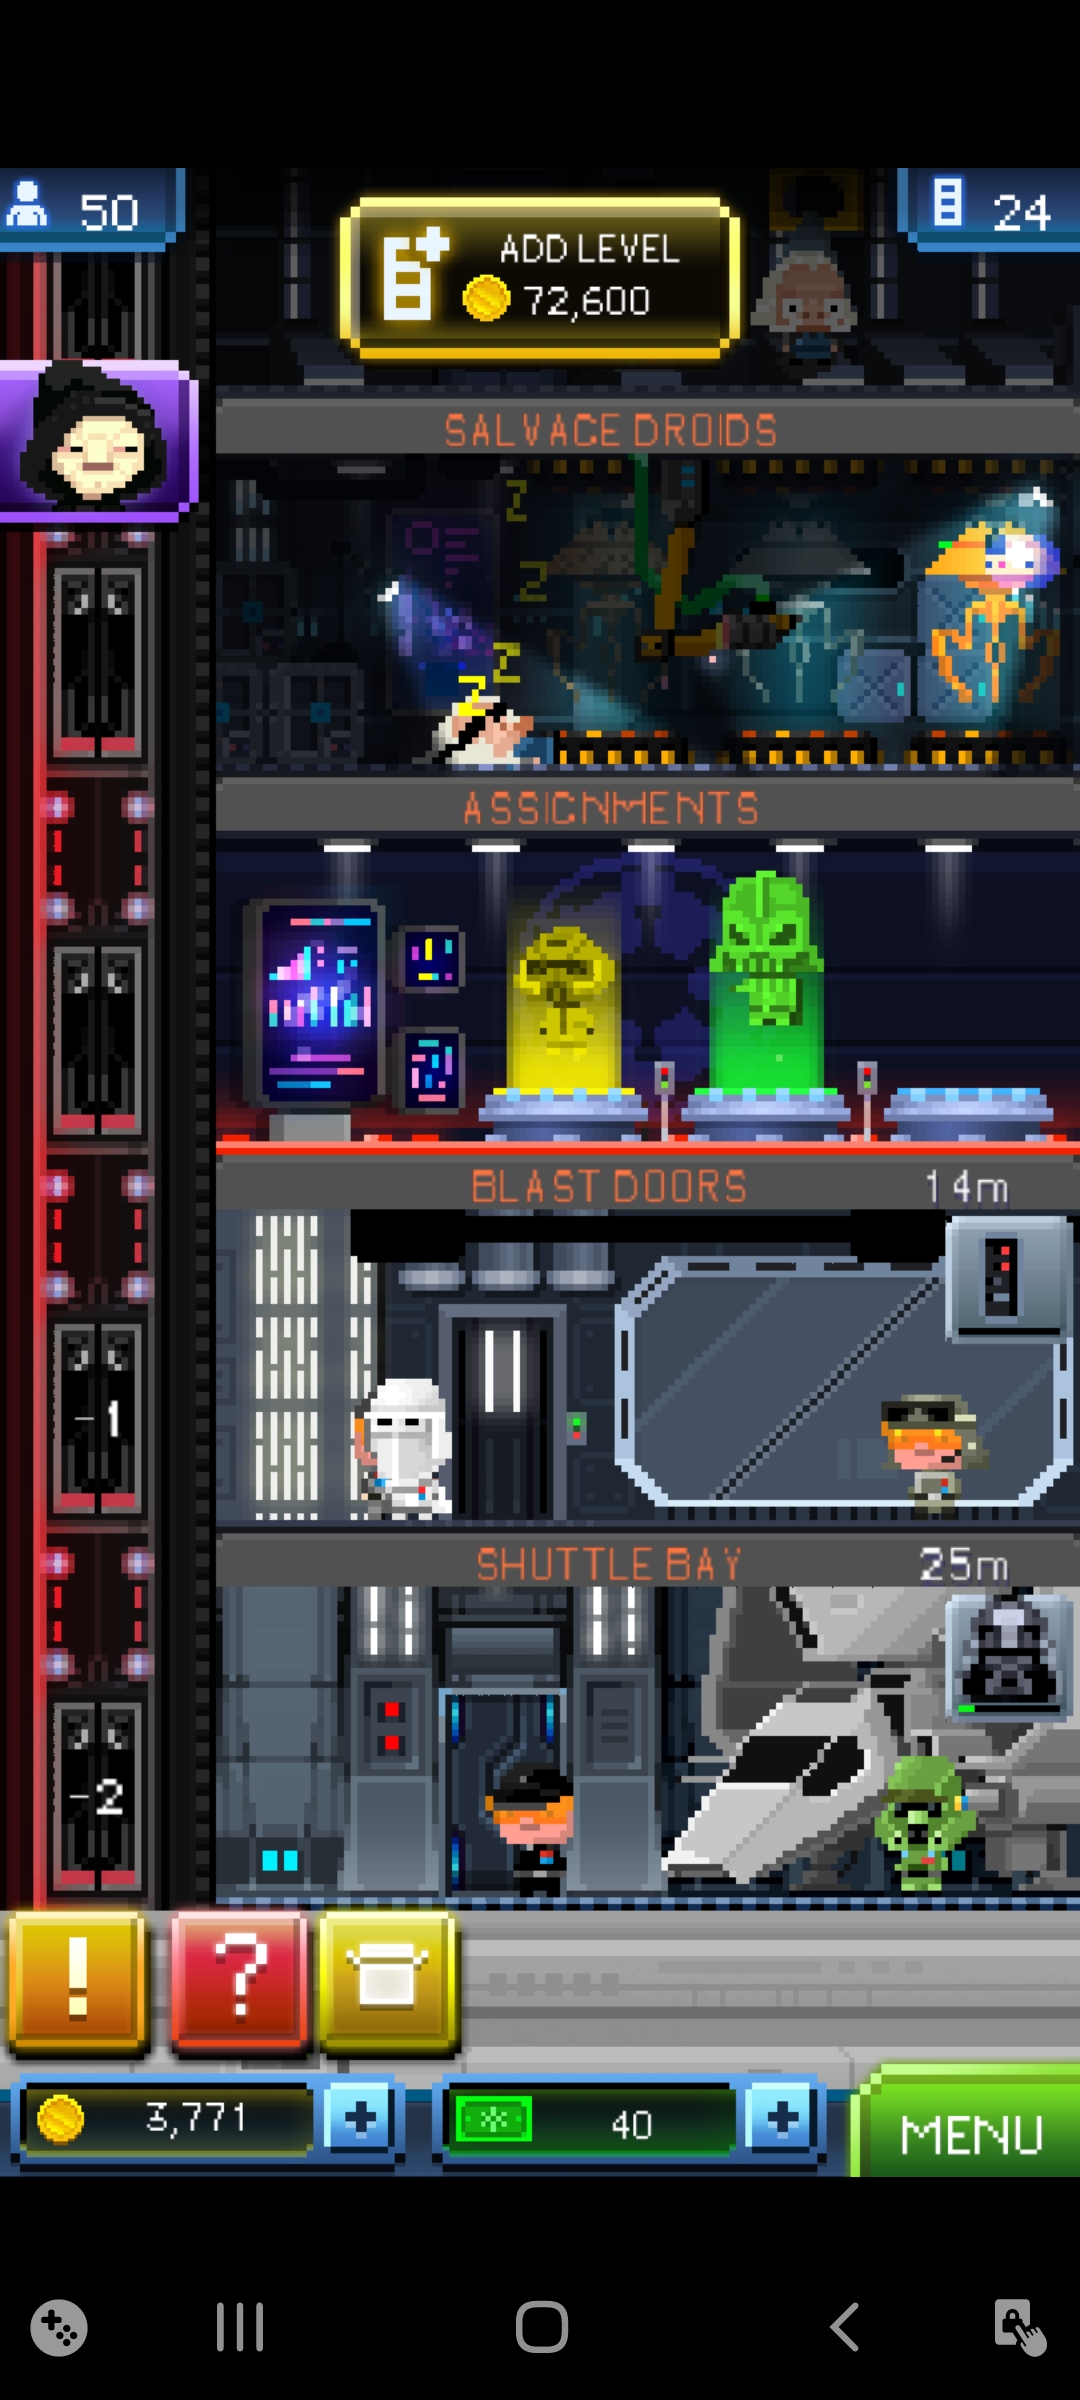 50
ADD LEVEL
72,600
24
SALVAGE DROIDS
Z
Z
Z
Z
ASSIGNMENTS
BLAST DOORS 14m
-1
SHUTTLE BAY 25m
-2
! ?
3,771 + 40 + MENU